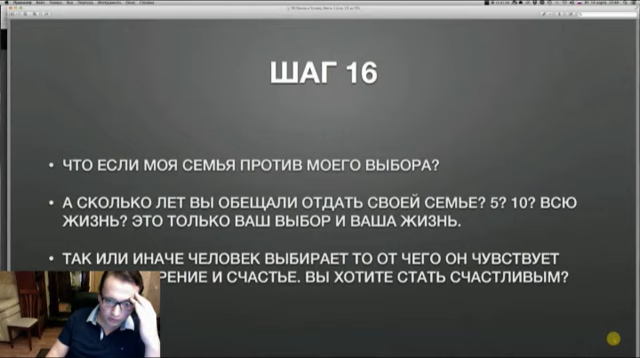 ШАГ 16
• ЧТО ЕСЛИ МОЯ СЕМЬЯ ПРОТИВ МОЕГО ВЫБОРА?
• А СКОЛЬКО ЛЕТ ВЫ ОБЕЩАЛИ ОТДАТЬ СВОЕЙ СЕМЬЕ? 5? 10? ВСЮ
ЖИЗНЬ? ЭТО ТОЛЬКО ВАШ ВЫБОР И ВАША ЖИЗНЬ.
• ТАК ИЛИ ИНАЧЕ ЧЕЛОВЕК ВЫБИРАЕТ ТО ОТ ЧЕГО ОН ЧУВСТВУЕТ
И СЧАСТЬЕ. ВЫ ХОТИТЕ СТАТЬ СЧАСТЛИВЫМ?